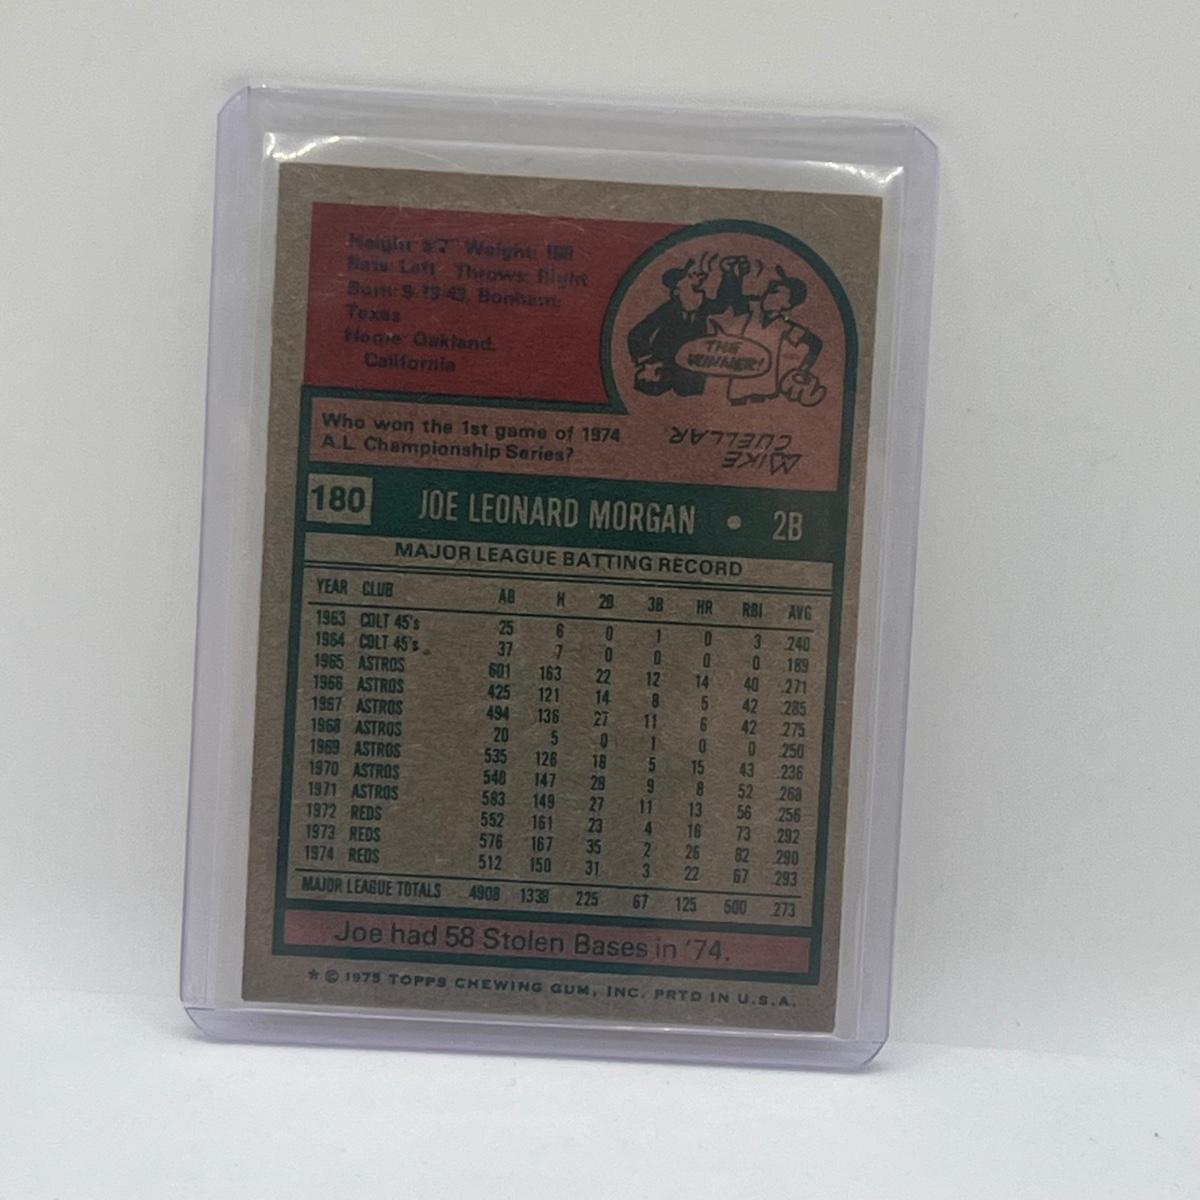 Height: 5'7" Weight: 160
Bats: Left Throws: Right
Born: 9-19-43, Bonham,
Texas
Home: Oakland,
California
THE
WINNER!
MIKE
CUELLAR
Who won the 1st game of 1974
A.L. Championship Series?
180 JOE LEONARD MORGAN • 2B
MAJOR LEAGUE BATTING RECORD
YEAR CLUB AB H 2B 3B HR RBI AVG
1963 COLT 45's 25 6 0 1 0 3 .240
1964 COLT 45's 37 7 0 0 0 0 .189
1965 ASTROS 601 163 22 12 14 40 .271
1966 ASTROS 425 121 14 8 5 42 .285
1967 ASTROS 494 136 27 11 6 42 .275
1968 ASTROS 20 5 0 1 0 0 .250
1969 ASTROS 535 126 18 5 15 43 .236
1970 ASTROS 548 147 28 9 8 52 .268
1971 ASTROS 583 149 27 11 13 56 .256
1972 REDS 552 161 23 4 16 73 .292
1973 REDS 576 167 35 2 26 82 .290
1974 REDS 512 150 31 3 22 67 .293
MAJOR LEAGUE TOTALS 4908 1338 225 67 125 500 .273
Joe had 58 Stolen Bases in '74.
* © 1975 TOPPS CHEWING GUM, INC. PRTD IN U.S.A.